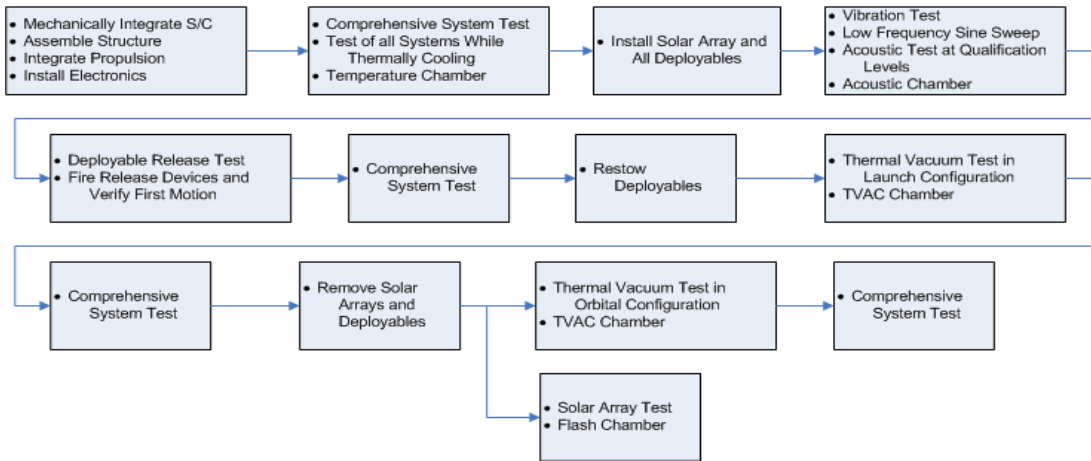 • Mechanically Integrate S/C
• Assemble Structure
• Integrate Propulsion
• Install Electronics
• Comprehensive System Test
• Test of all Systems While
Thermally Cooling
• Temperature Chamber
• Install Solar Array and
All Deployables
• Vibration Test
• Low Frequency Sine Sweep
• Acoustic Test at Qualification
Levels
• Acoustic Chamber
• Deployable Release Test
• Fire Release Devices and
Verify First Motion
• Comprehensive
System Test
• Restow
Deployables
• Thermal Vacuum Test in
Launch Configuration
• TVAC Chamber
• Comprehensive
System Test
• Remove Solar
Arrays and
Deployables
• Thermal Vacuum Test in
Orbital Configuration
• TVAC Chamber
• Comprehensive
System Test
• Solar Array Test
• Flash Chamber